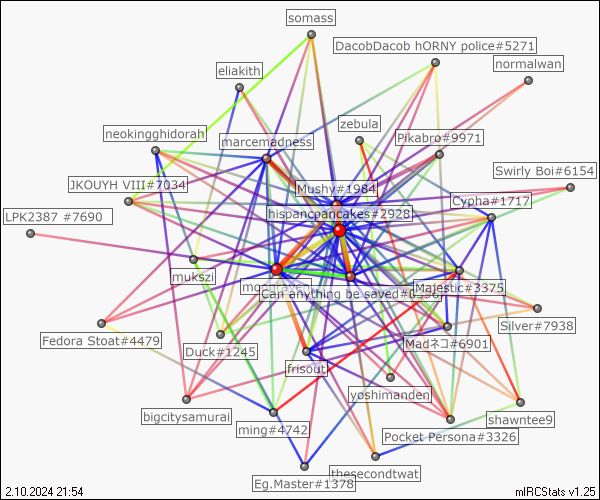 somass
DacobDacob hORNY police#5271
normalwan
eliakith
zebula
neokingghidorah
marcemadness
Pikabro#9971
Swirly Boi#6154
JKOUYH VIII#7034
Mushy#1984
Cypha#1717
LPK2387 #7690
hispancpancakes#2928
mukszi
Can anything be saved
Majestic#3375
Silver#7938
Fedora Stoat#4479
Duck#1245
Madネコ#6901
frisout
yoshimanden
bigcitysamurai
shawntee9
ming#4742
Pocket Persona#3326
thesecondtwat
Eg.Master#1378
2.10.2024 21:54
mIRCStats v1.25